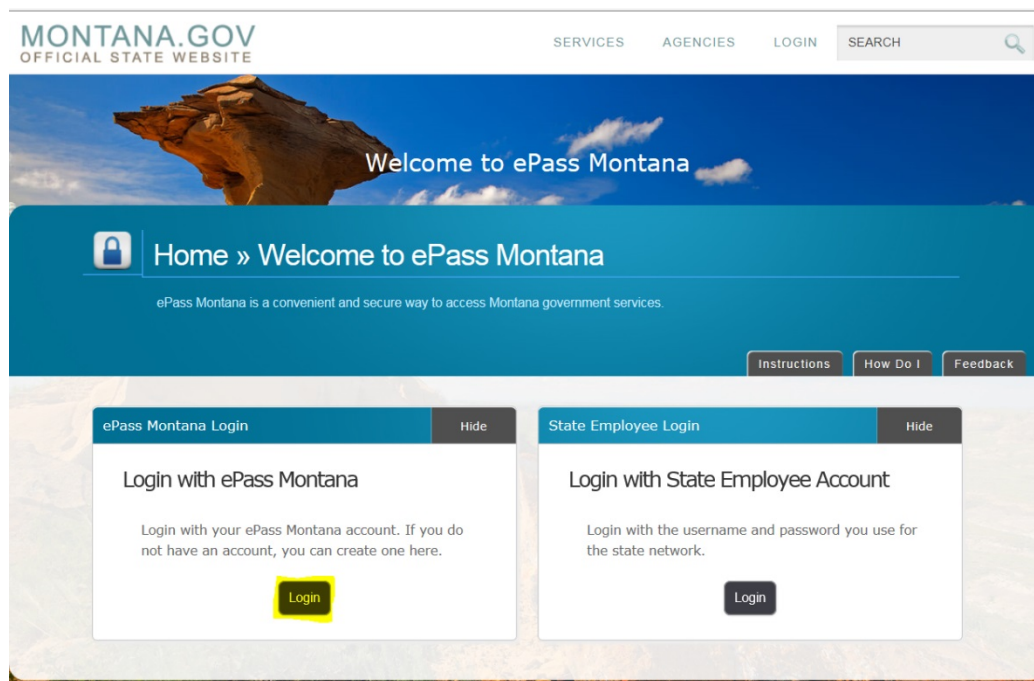 MONTANA.GOV
OFFICIAL STATE WEBSITE
SERVICES AGENCIES LOGIN SEARCH
Welcome to ePass Montana
Home » Welcome to ePass Montana
ePass Montana is a convenient and secure way to access Montana government services.
Instructions How Do I Feedback
ePass Montana Login Hide
Login with ePass Montana
Login with your ePass Montana account. If you do
not have an account, you can create one here.
Login
State Employee Login Hide
Login with State Employee Account
Login with the username and password you use for
the state network.
Login